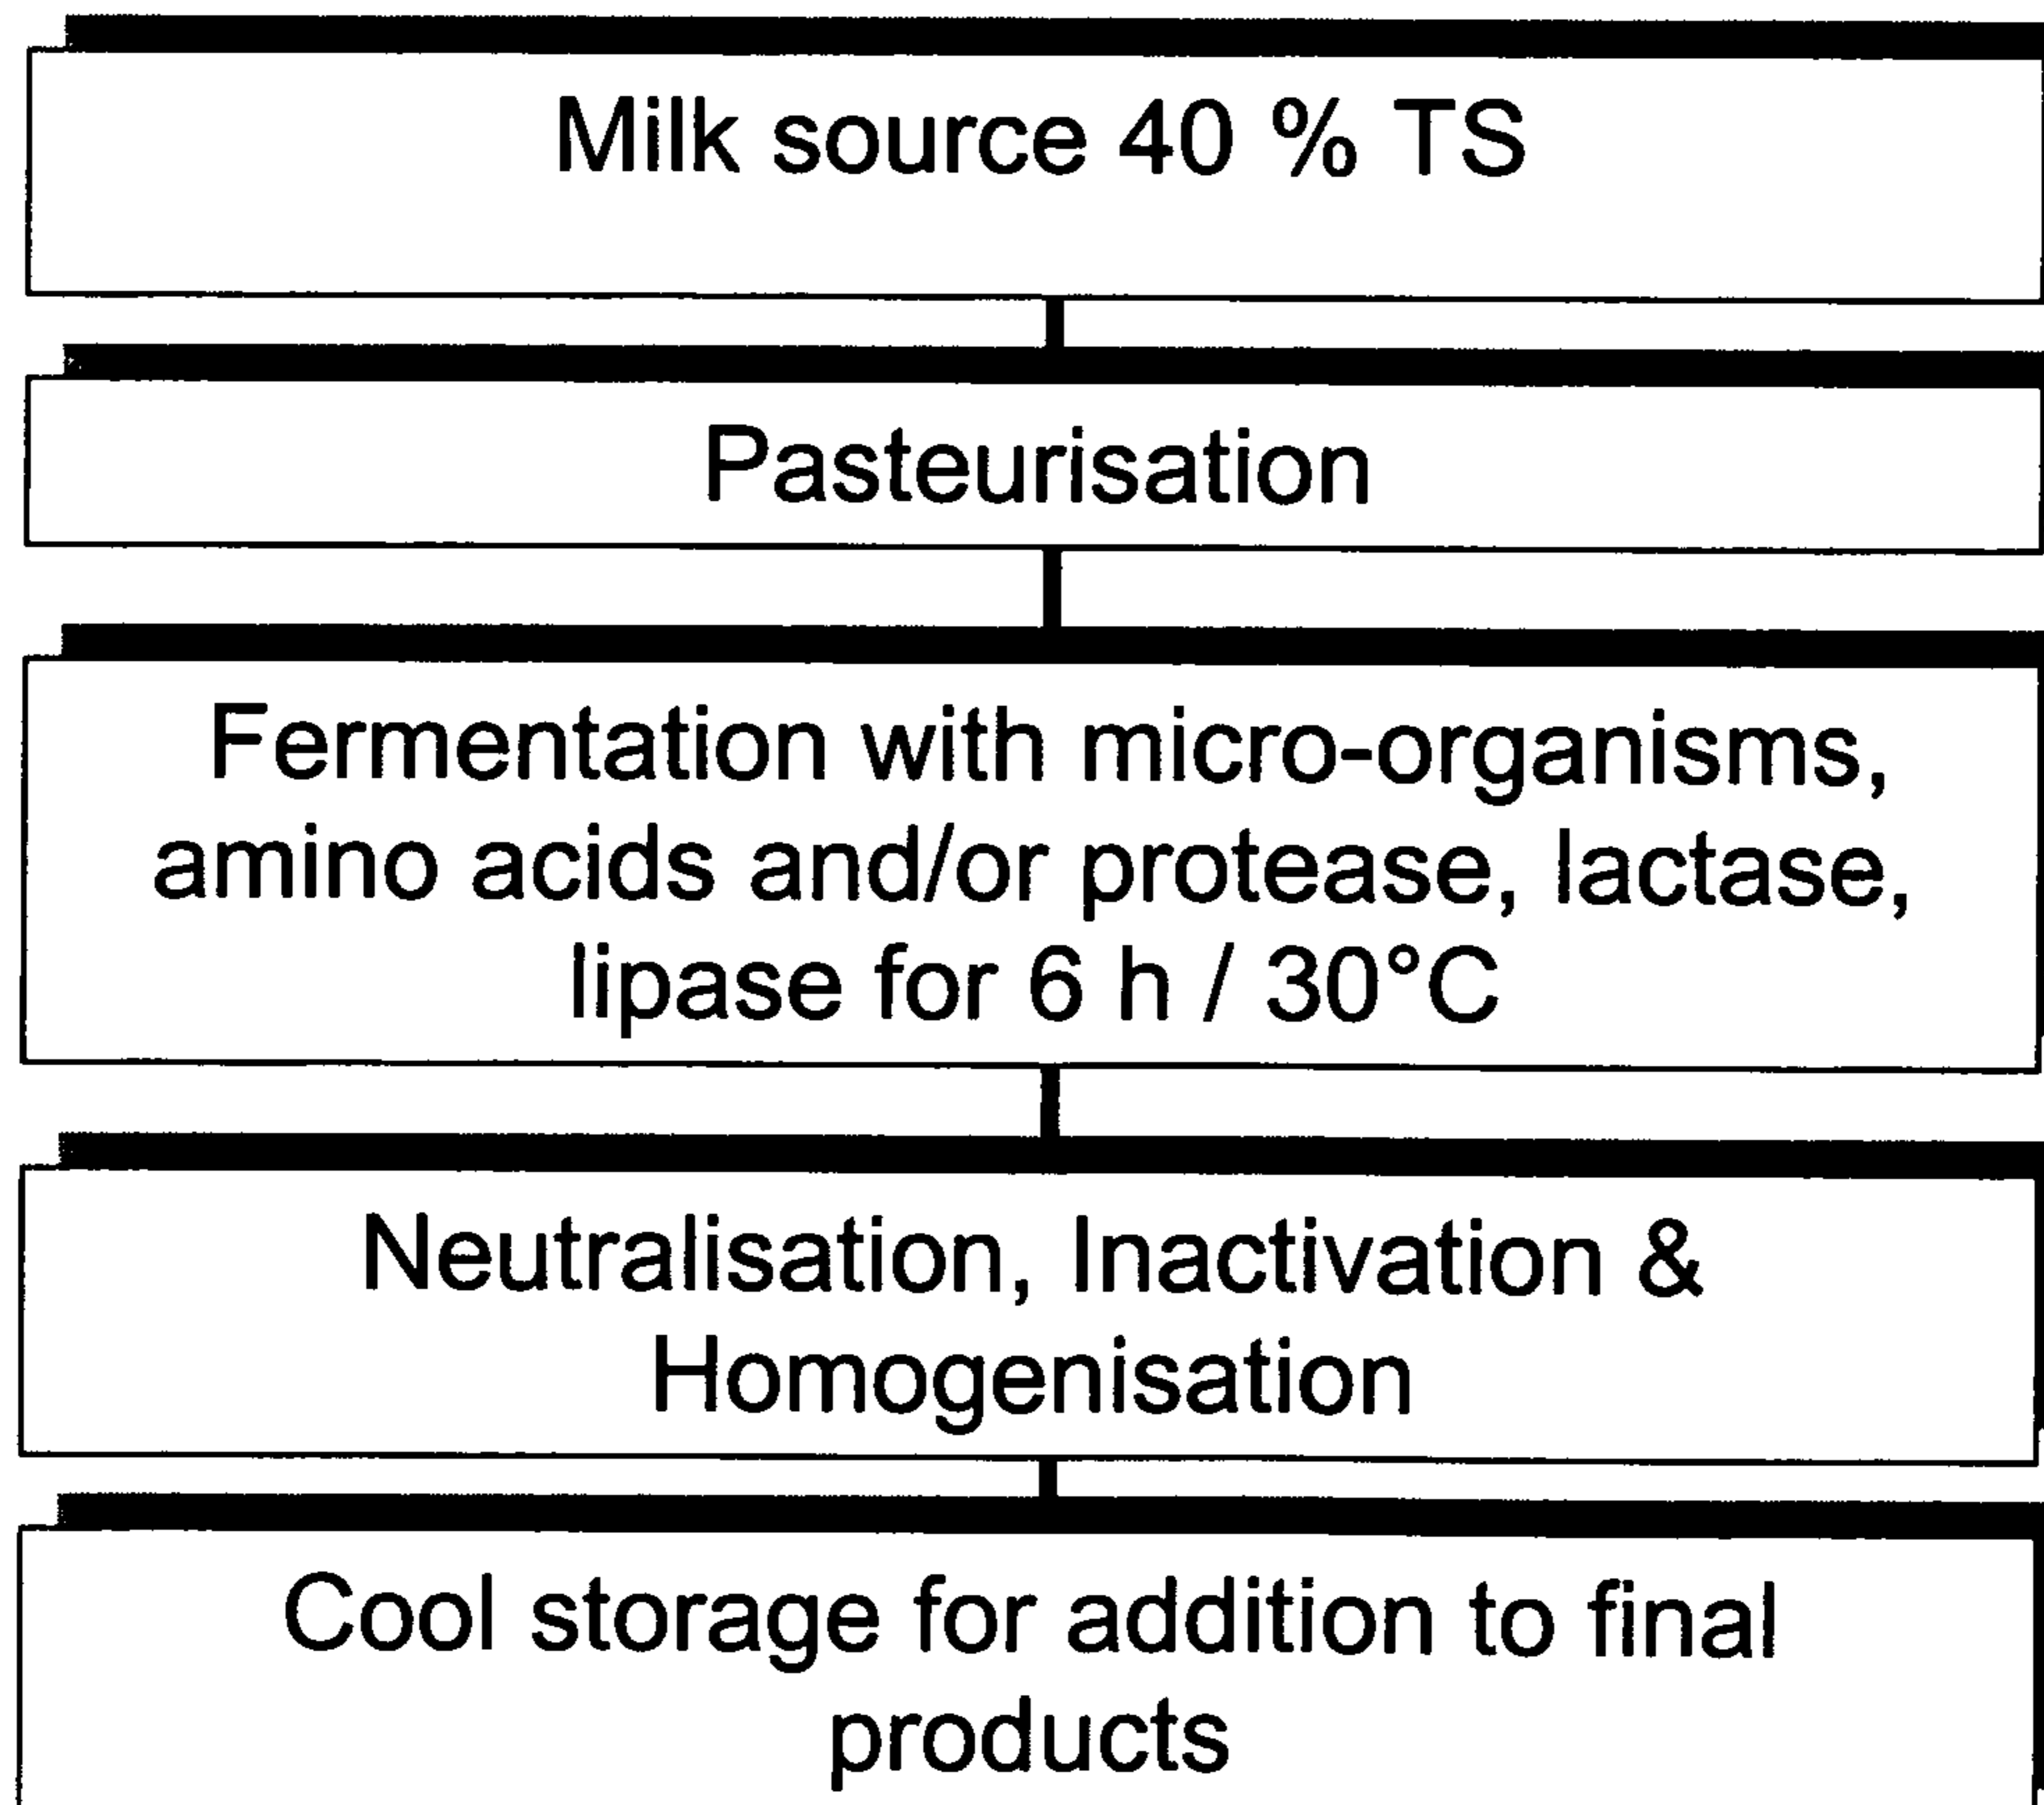 Milk source 40 % TS
Pasteurisation
Fermentation with micro-organisms,
amino acids and/or protease, lactase,
lipase for 6 h / 30°C
Neutralisation, Inactivation &
Homogenisation
Cool storage for addition to final
products